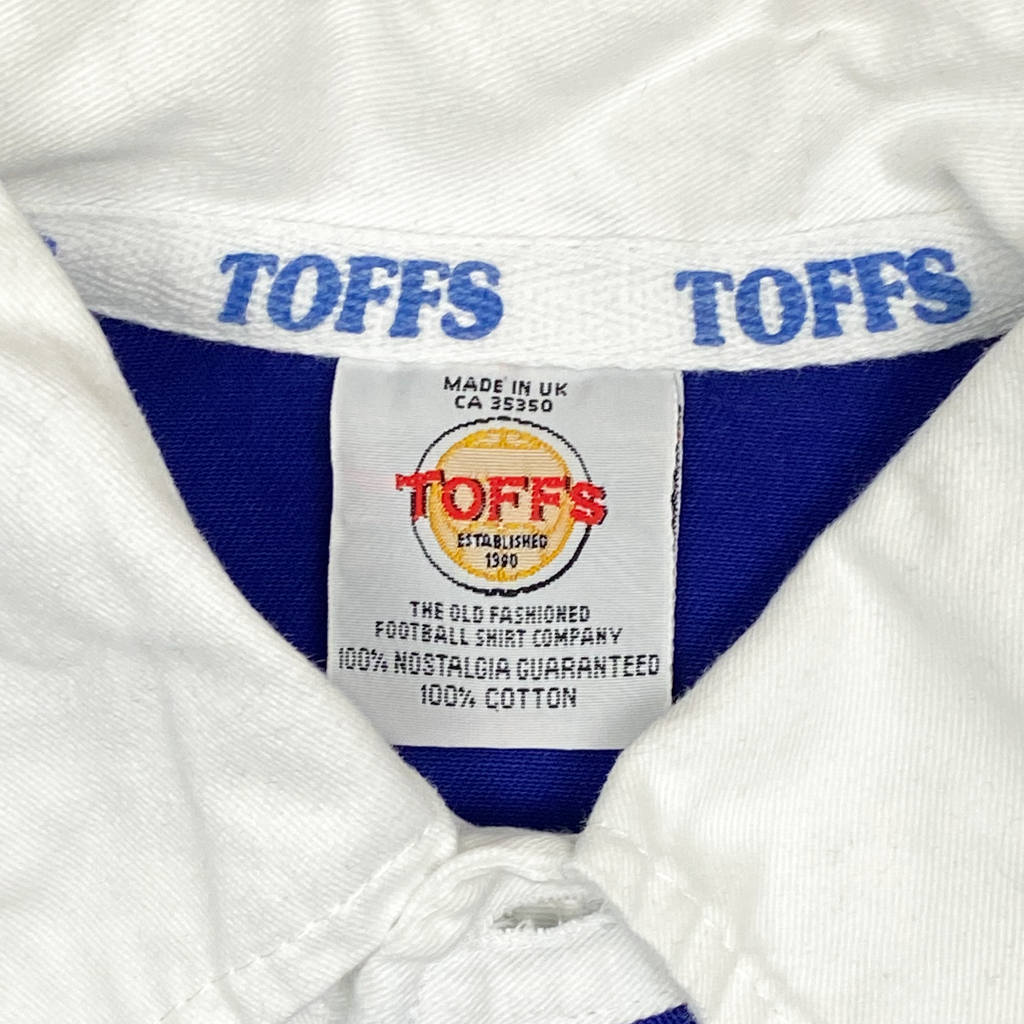 TOFFS TOFFS
MADE IN UK
CA 35350
TOFFS
ESTABLISHED
1990
THE OLD FASHIONED
FOOTBALL SHIRT COMPANY
100% NOSTALGIA GUARANTEED
100% COTTON